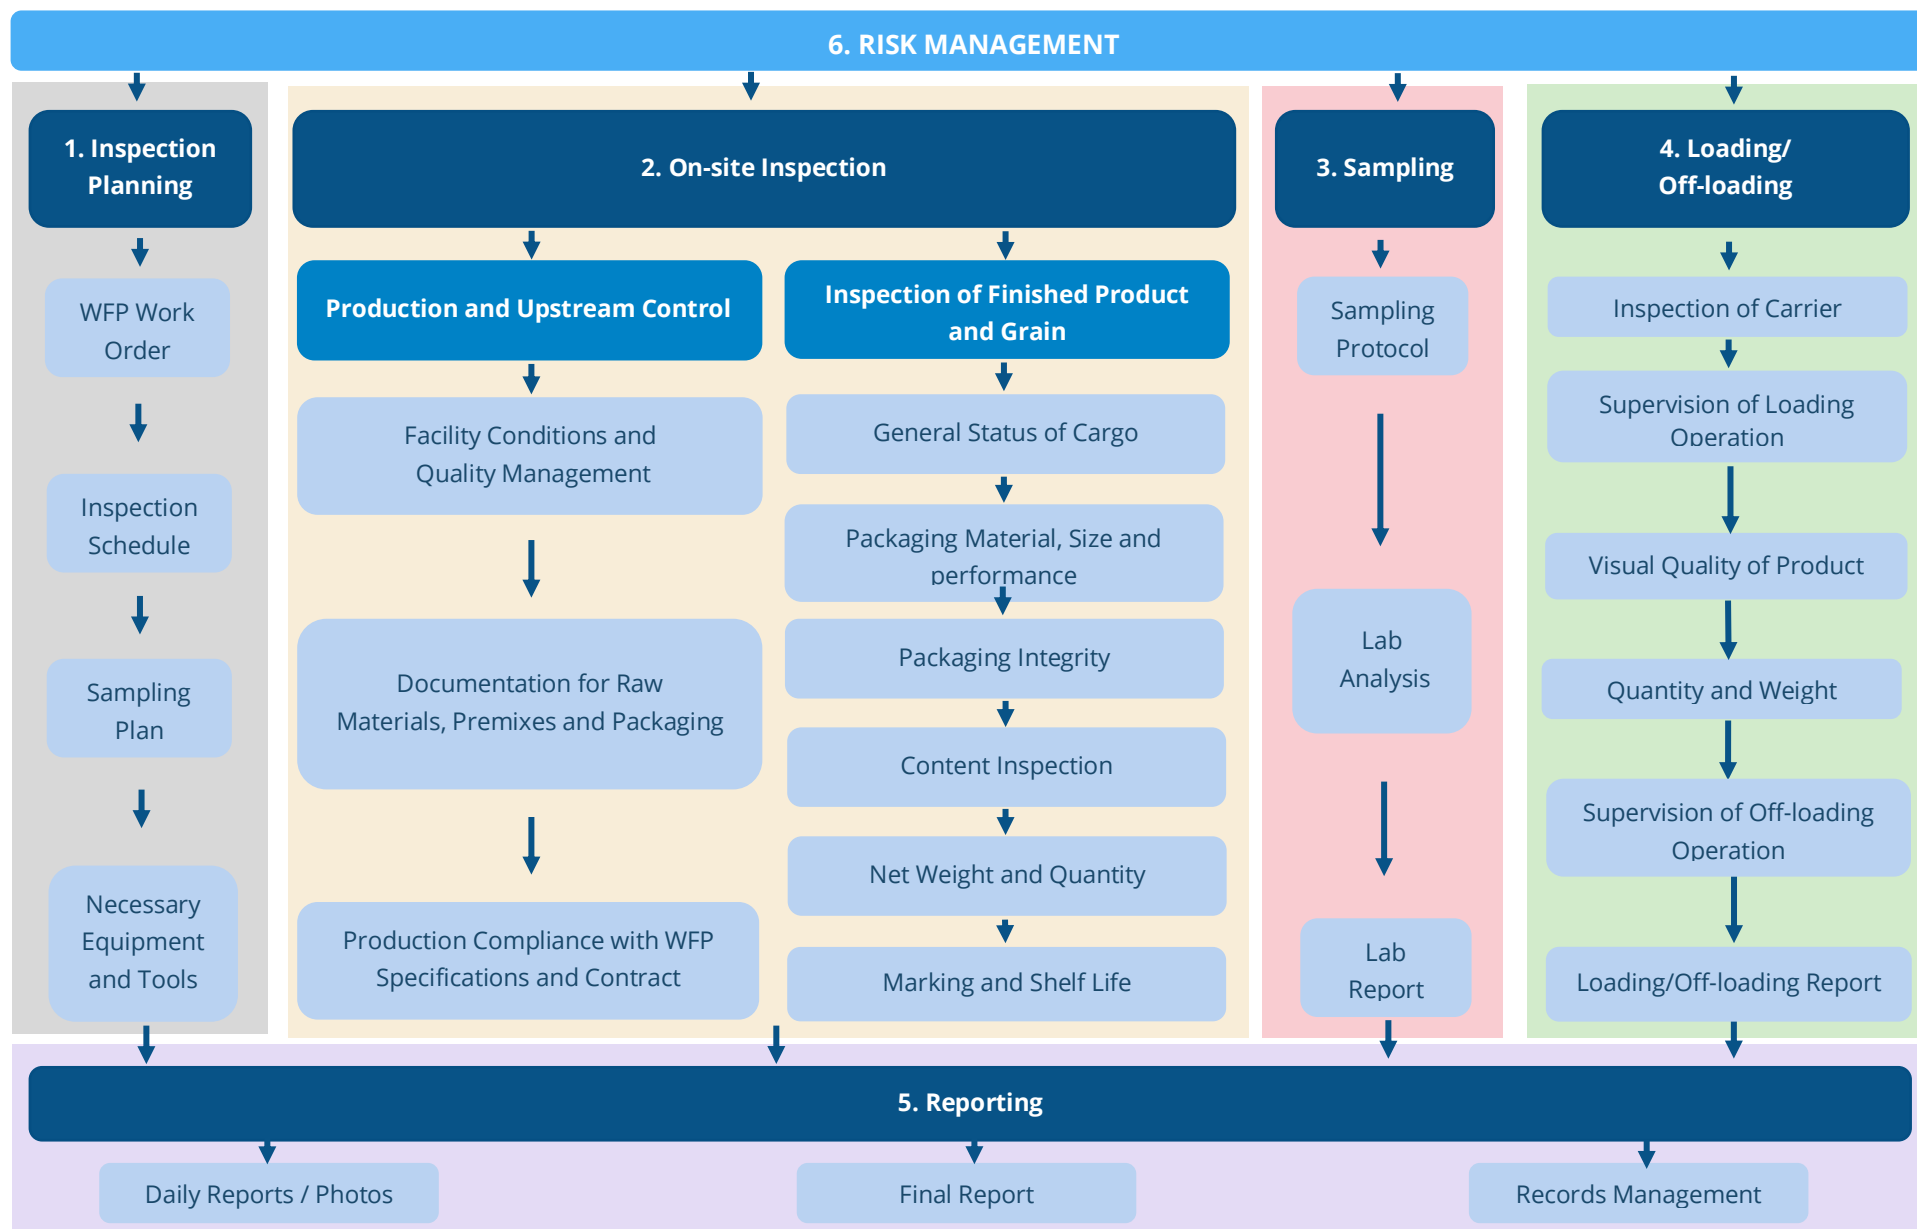 6. RISK MANAGEMENT
1. Inspection
Planning
WFP Work
Order
Inspection
Schedule
Sampling
Plan
Necessary
Equipment
and Tools
2. On-site Inspection
Production and Upstream Control
Facility Conditions and
Quality Management
Documentation for Raw
Materials, Premixes and Packaging
Production Compliance with WFP
Specifications and Contract
Inspection of Finished Product
and Grain
General Status of Cargo
Packaging Material, Size and
performance
Packaging Integrity
Content Inspection
Net Weight and Quantity
Marking and Shelf Life
3. Sampling
Sampling
Protocol
Lab
Analysis
Lab
Report
4. Loading/
Off-loading
Inspection of Carrier
Supervision of Loading
Operation
Visual Quality of Product
Quantity and Weight
Supervision of Off-loading
Operation
Loading/Off-loading Report
5. Reporting
Daily Reports / Photos
Final Report
Records Management